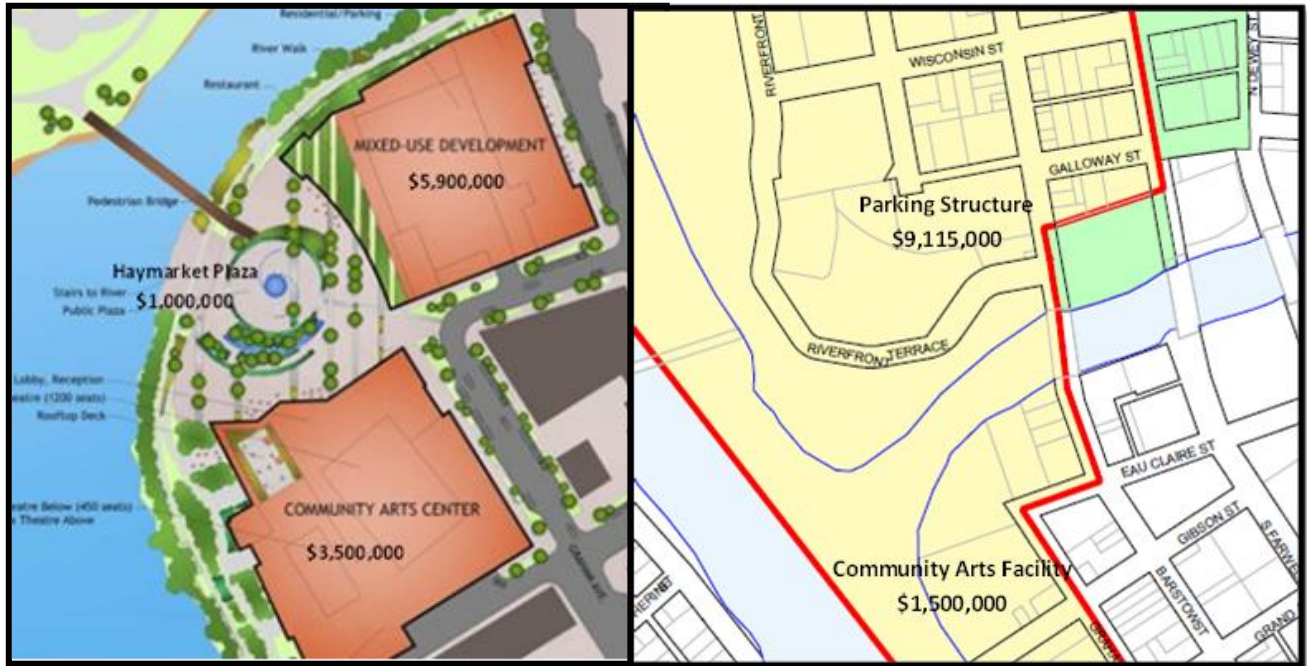 Residential/Parking
River Walk
Restaurant
MIXED-USE DEVELOPMENT
$5,900,000
Pedestrian Bridge
Haymarket Plaza
Stairs to River
$1,000,000
Public Plaza
Lobby, Reception
(1200 seats)
Rooftop Deck
COMMUNITY ARTS CENTER
$3,500,000
Below (450 seats)
Theatre Above
GRAHAM AVE
RIVERFRONT
WISCONSIN ST
N DEWEY ST
GALLOWAY ST
Parking Structure
$9,115,000
RIVERFRONT TERRACE
EAU CLAIRE ST
GIBSON ST
S FARWE
Community Arts Facility
$1,500,000
BARSTOW ST
GRAND